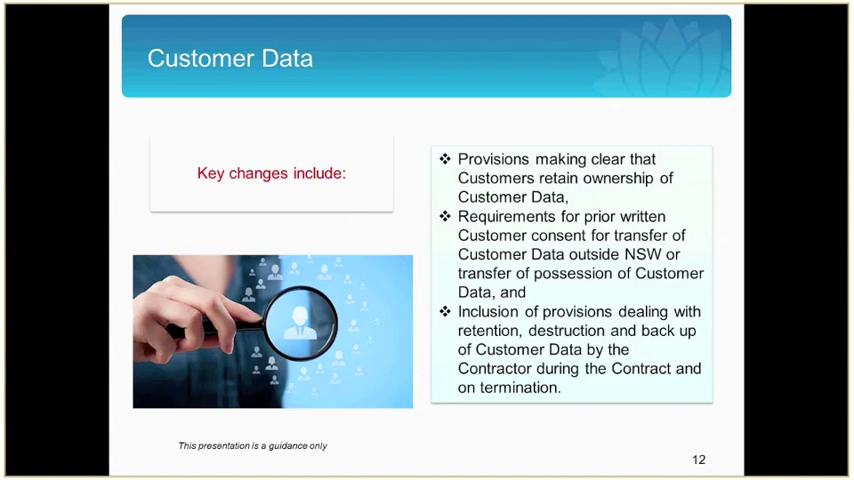 Customer Data
Key changes include:
❖ Provisions making clear that
Customers retain ownership of
Customer Data,
❖ Requirements for prior written
Customer consent for transfer of
Customer Data outside NSW or
transfer of possession of Customer
Data, and
❖ Inclusion of provisions dealing with
retention, destruction and back up
of Customer Data by the
Contractor during the Contract and
on termination.
This presentation is a guidance only
12